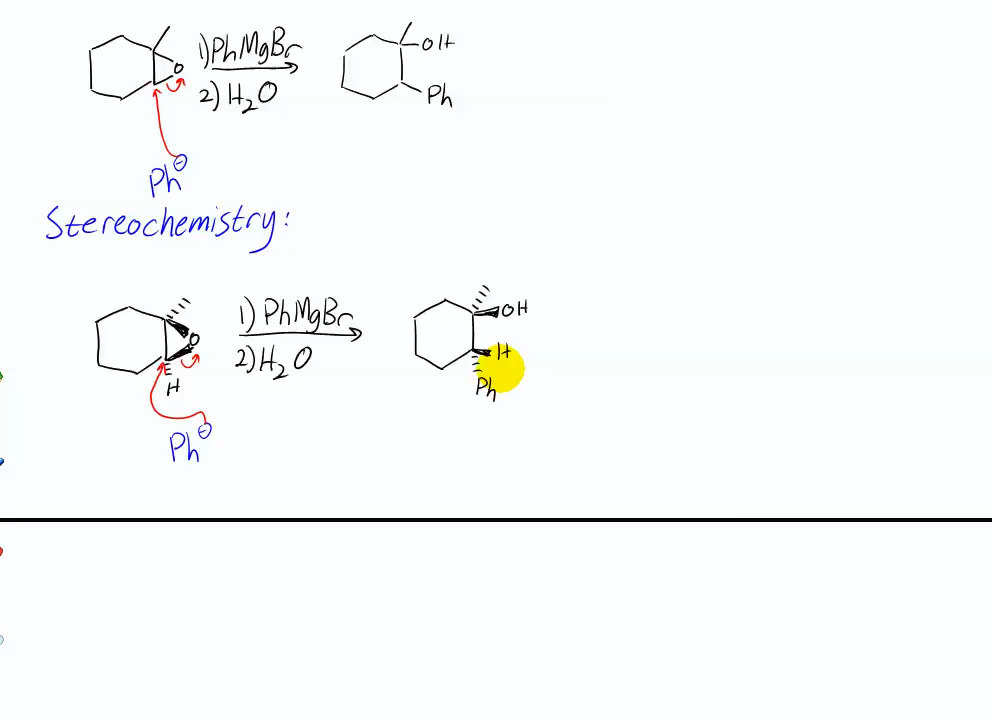 1) PhMgBr
2) H₂O
O
OH
Ph
Ph⊖
Stereochemistry:
1) PhMgBr
2) H₂O
O
H
OH
H
Ph
Ph⊖